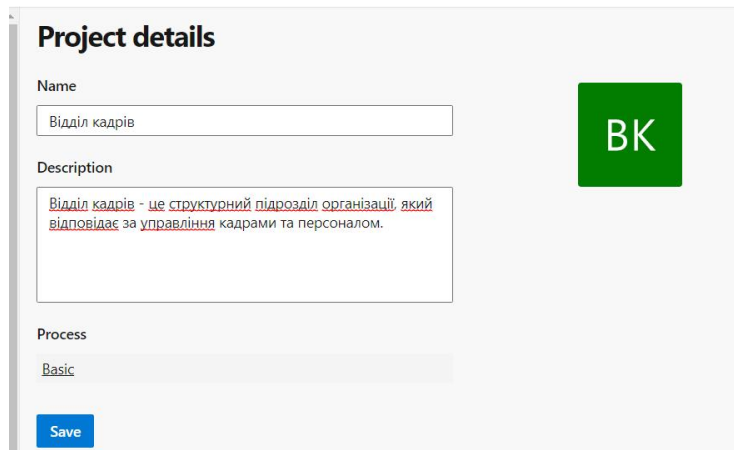 Project details
Name
Відділ кадрів
ВК
Description
Відділ кадрів - це структурний підрозділ організації, який
відповідає за управління кадрами та персоналом.
Process
Basic
Save